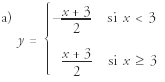 a) y = { −(x + 3)/2 si x < 3
(x + 3)/2 si x ≥ 3